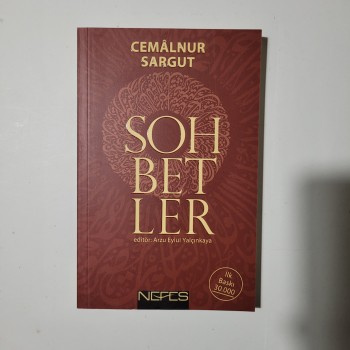 CEMÂLNUR
SARGUT
SOH
BET
LER
editör: Arzu Eylül Yalçınkaya
İlk
Baskı
30.000
NEFES